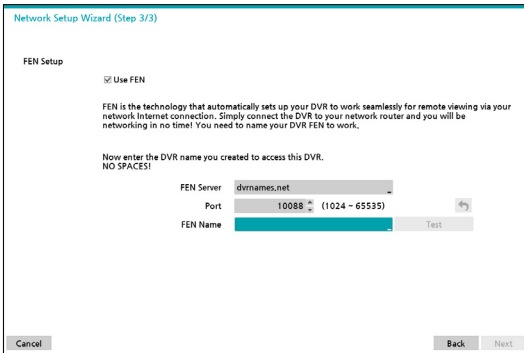 Network Setup Wizard (Step 3/3)
FEN Setup
Use FEN
FEN is the technology that automatically sets up your DVR to work seamlessly for remote viewing via your
network Internet connection. Simply connect the DVR to your network router and you will be
networking in no time! You need to name your DVR FEN to work.
Now enter the DVR name you created to access this DVR.
NO SPACES!
FEN Server dvrnames.net
Port 10088 (1024 ~ 65535)
FEN Name Test
Cancel Back Next